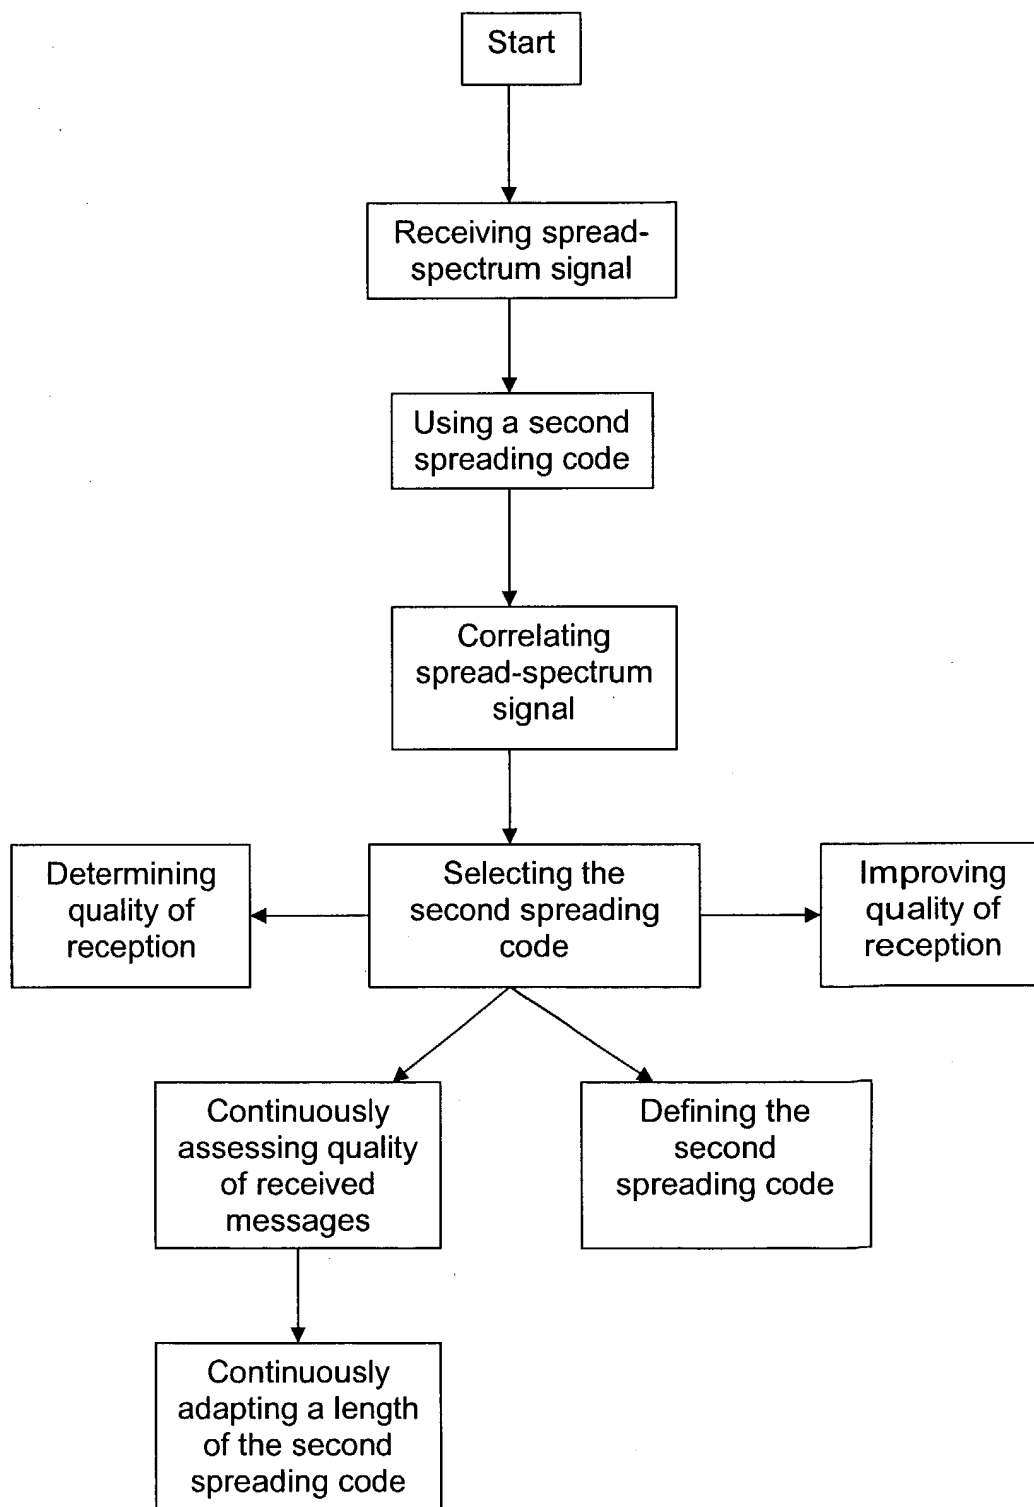 Start
Receiving spread-
spectrum signal
Using a second
spreading code
Correlating
spread-spectrum
signal
Determining
quality of
reception
Selecting the
second spreading
code
Improving
quality of
reception
Continuously
assessing quality
of received
messages
Defining the
second
spreading code
Continuously
adapting a length
of the second
spreading code